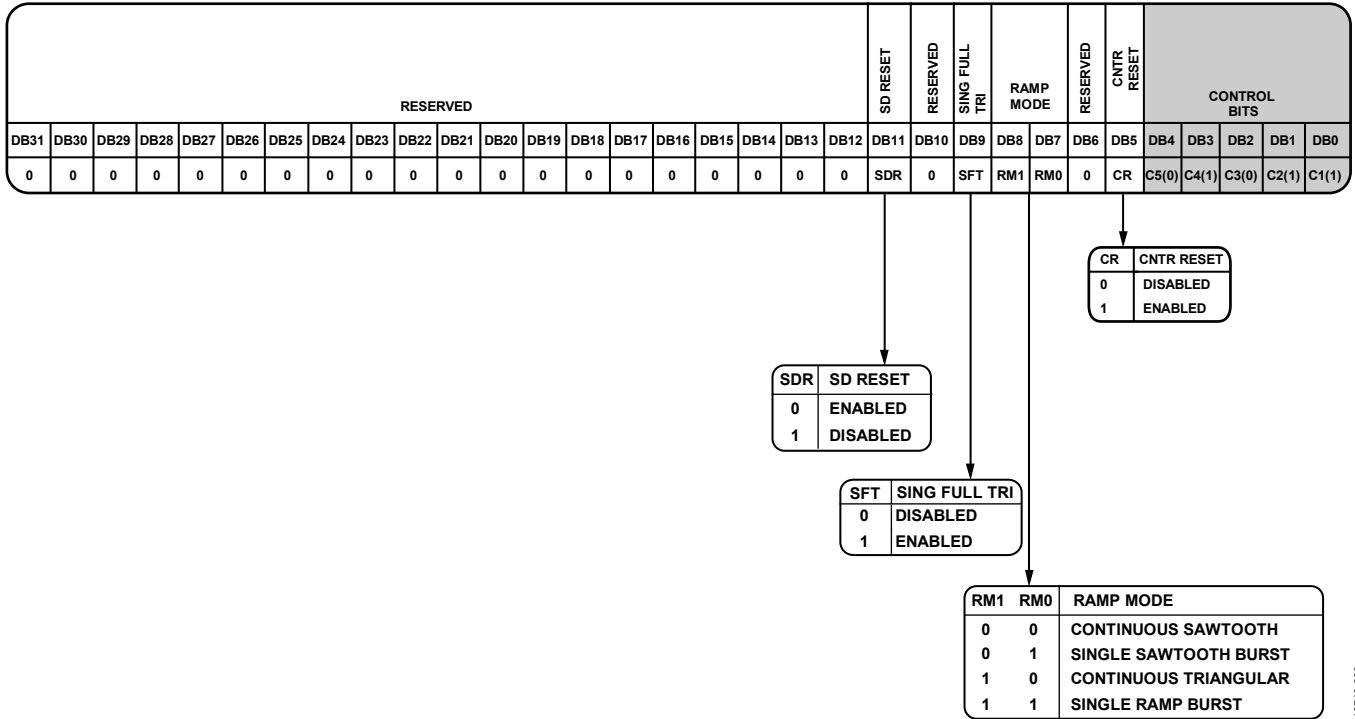 RESERVED
SD RESET
RESERVED
SING FULL TRI
RAMP MODE
RESERVED
CNTR RESET
CONTROL BITS
DB31 DB30 DB29 DB28 DB27 DB26 DB25 DB24 DB23 DB22 DB21 DB20 DB19 DB18 DB17 DB16 DB15 DB14 DB13 DB12 DB11 DB10 DB9 DB8 DB7 DB6 DB5 DB4 DB3 DB2 DB1 DB0
0 0 0 0 0 0 0 0 0 0 0 0 0 0 0 0 0 0 0 0 SDR 0 SFT RM1 RM0 0 CR C5(0) C4(1) C3(0) C2(1) C1(1)
CR CNTR RESET
0 DISABLED
1 ENABLED
SDR SD RESET
0 ENABLED
1 DISABLED
SFT SING FULL TRI
0 DISABLED
1 ENABLED
RM1 RM0 RAMP MODE
0 0 CONTINUOUS SAWTOOTH
0 1 SINGLE SAWTOOTH BURST
1 0 CONTINUOUS TRIANGULAR
1 1 SINGLE RAMP BURST